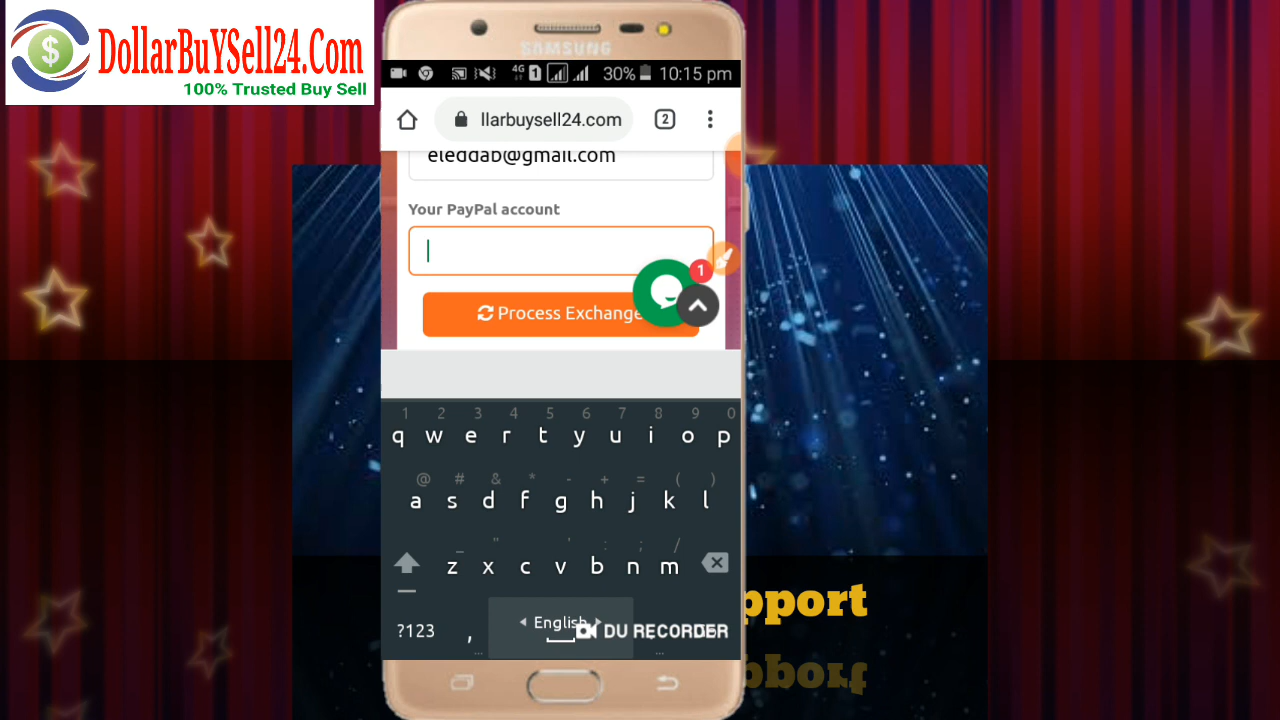 $
DollarBuYSell24.Com
100% Trusted Buy Sell
SAMSUNG
4G 1 30% 10:15 pm
llarbuysell24.com 2
eleddab@gmail.com
Your PayPal account
1
Process Exchange
1 2 3 4 5 6 7 8 9 0
q w e r t y u i o p
@ # & * - + = ( )
a s d f g h j k l
_ " ' : ; /
z x c v b n m
?123 , English
DU RECORDER
pport
pport